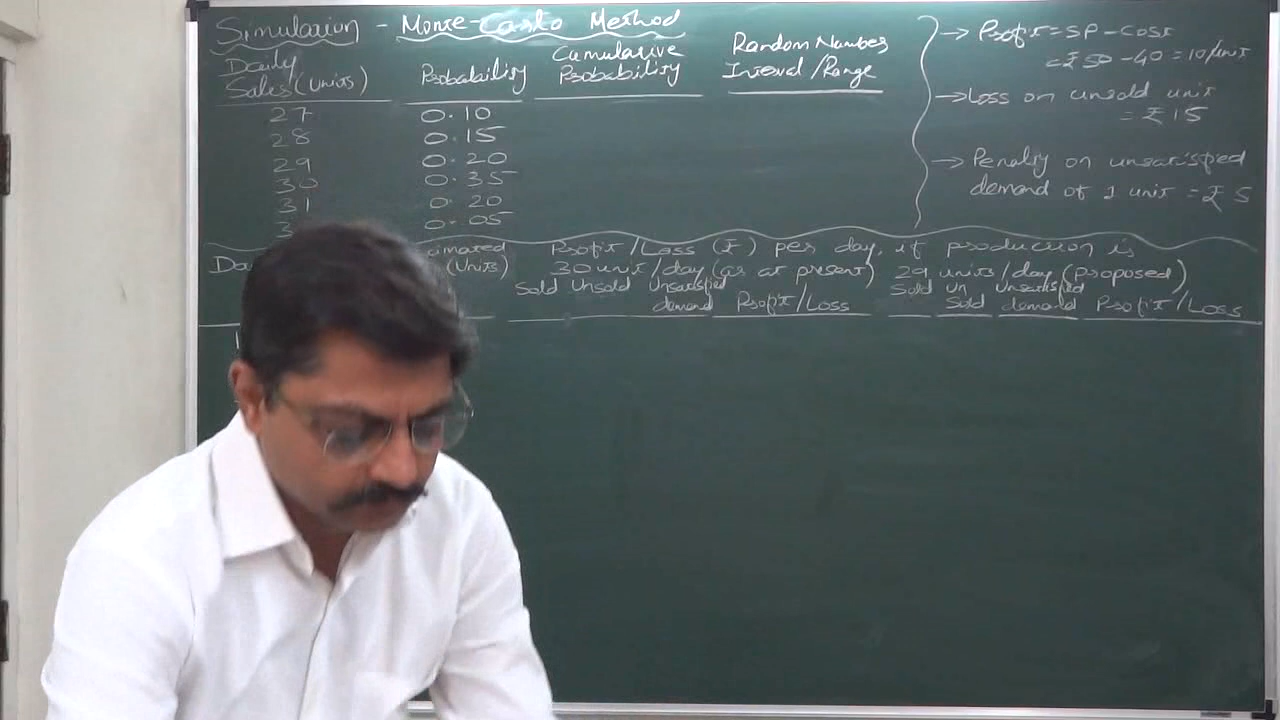 Simulation - Monte-Carlo Method
Daily
Sales (Units)
Probability
Cumulative
Probability
Random Number
Interval/Range
27 0.10
28 0.15
29 0.20
30 0.35
31 0.20
3 0.05
→ Profit = SP - Cost
= ₹50 - 40 = 10/unit
→ Loss on unsold unit
= ₹15
→ Penalty on unsatisfied
demand of 1 unit = ₹5
Profit/Loss (₹) per day, if production is
(Units) 30 unit/day (as at present) 29 units/day (proposed)
Sold Unsold Unsatisfied
demand Profit/Loss
Sold Un Unsatisfied
Sold demand Profit/Loss